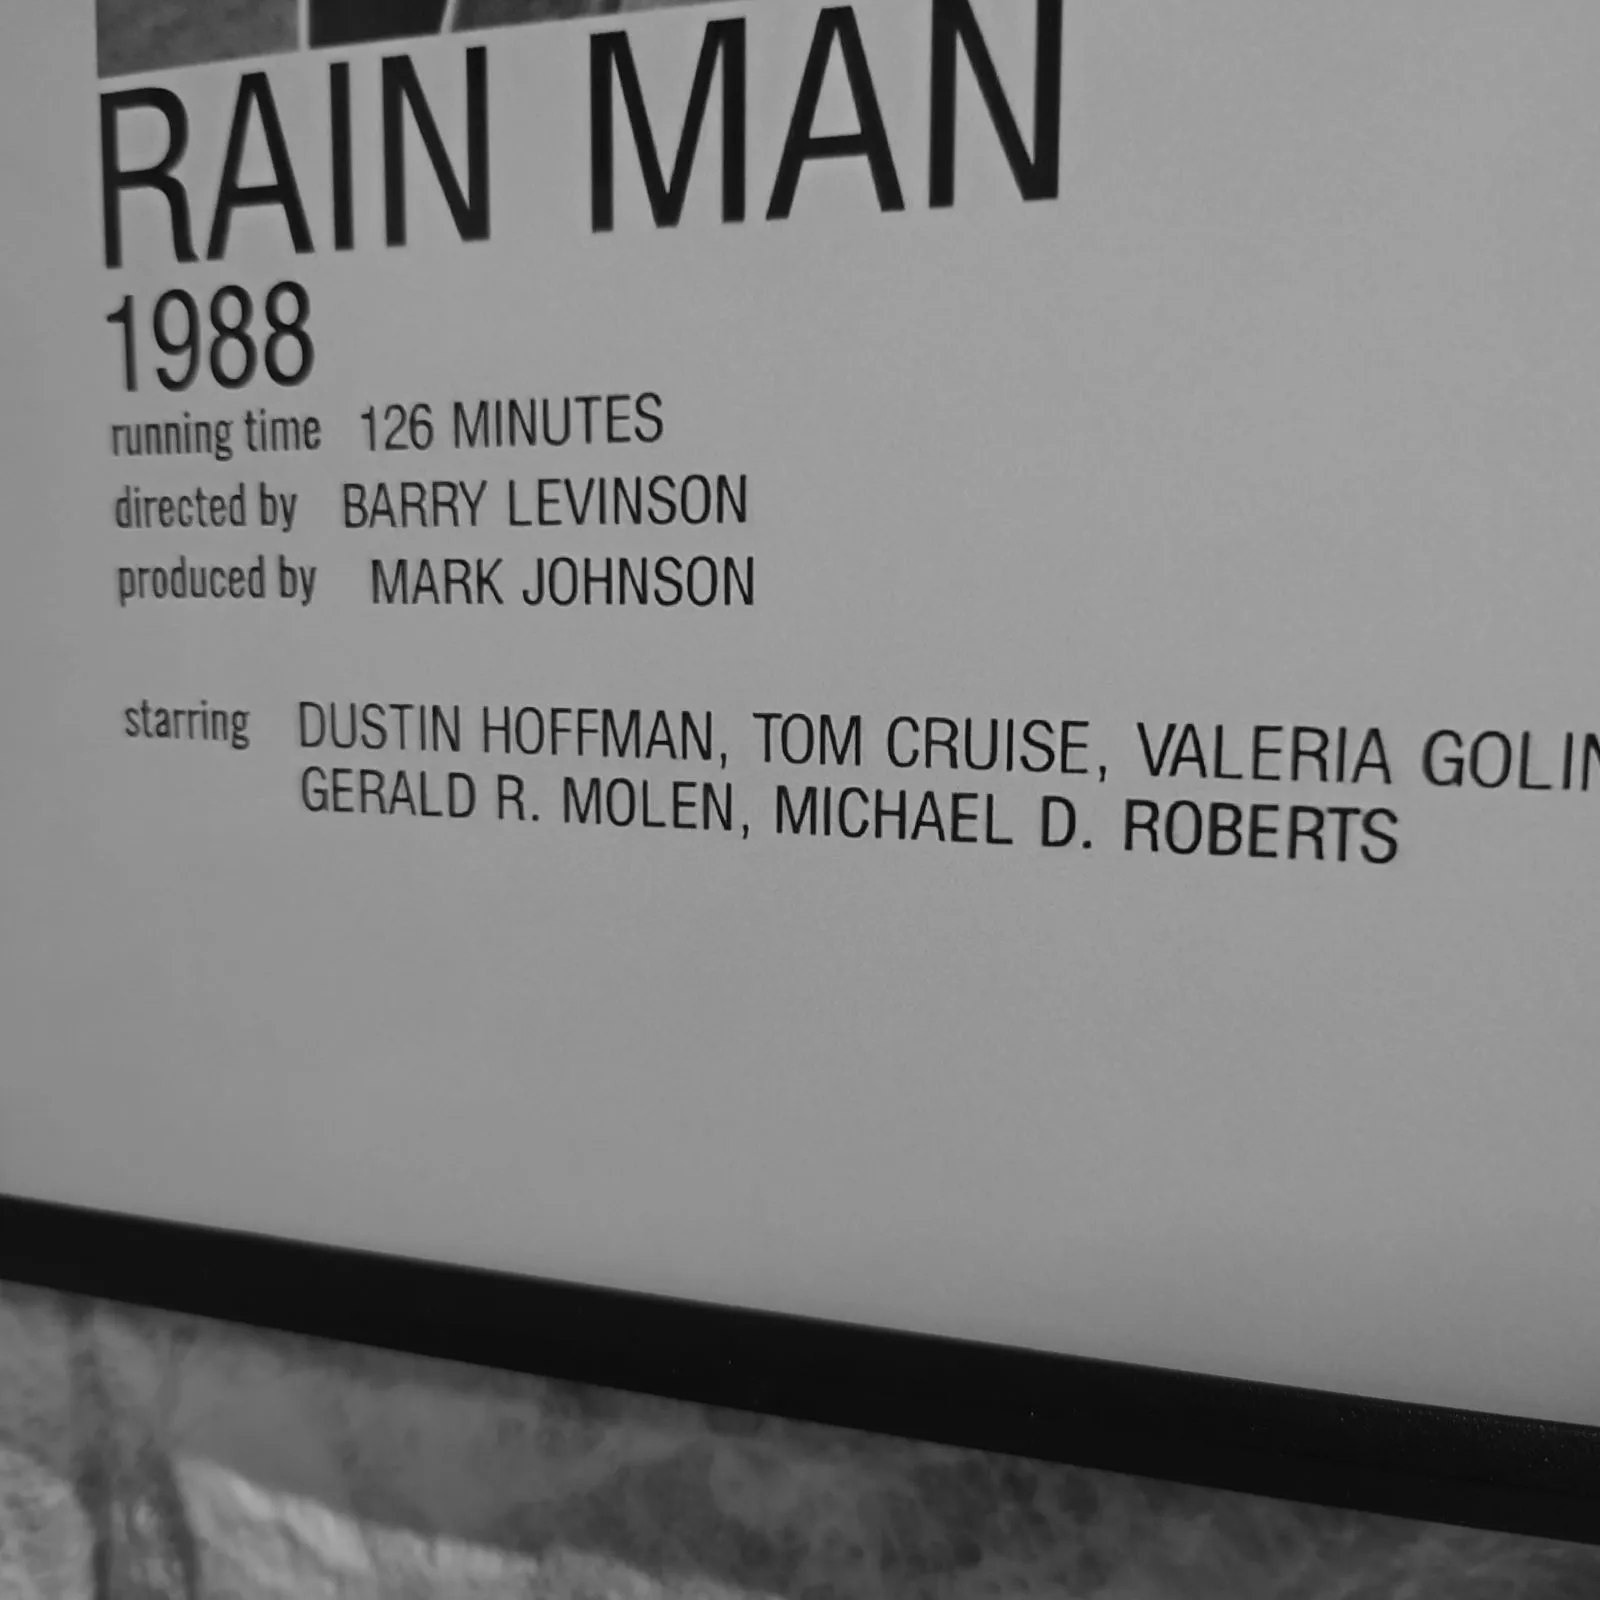 RAIN MAN
1988
running time 126 MINUTES
directed by BARRY LEVINSON
produced by MARK JOHNSON
starring DUSTIN HOFFMAN, TOM CRUISE, VALERIA
GERALD R. MOLEN, MICHAEL D. ROBERTS